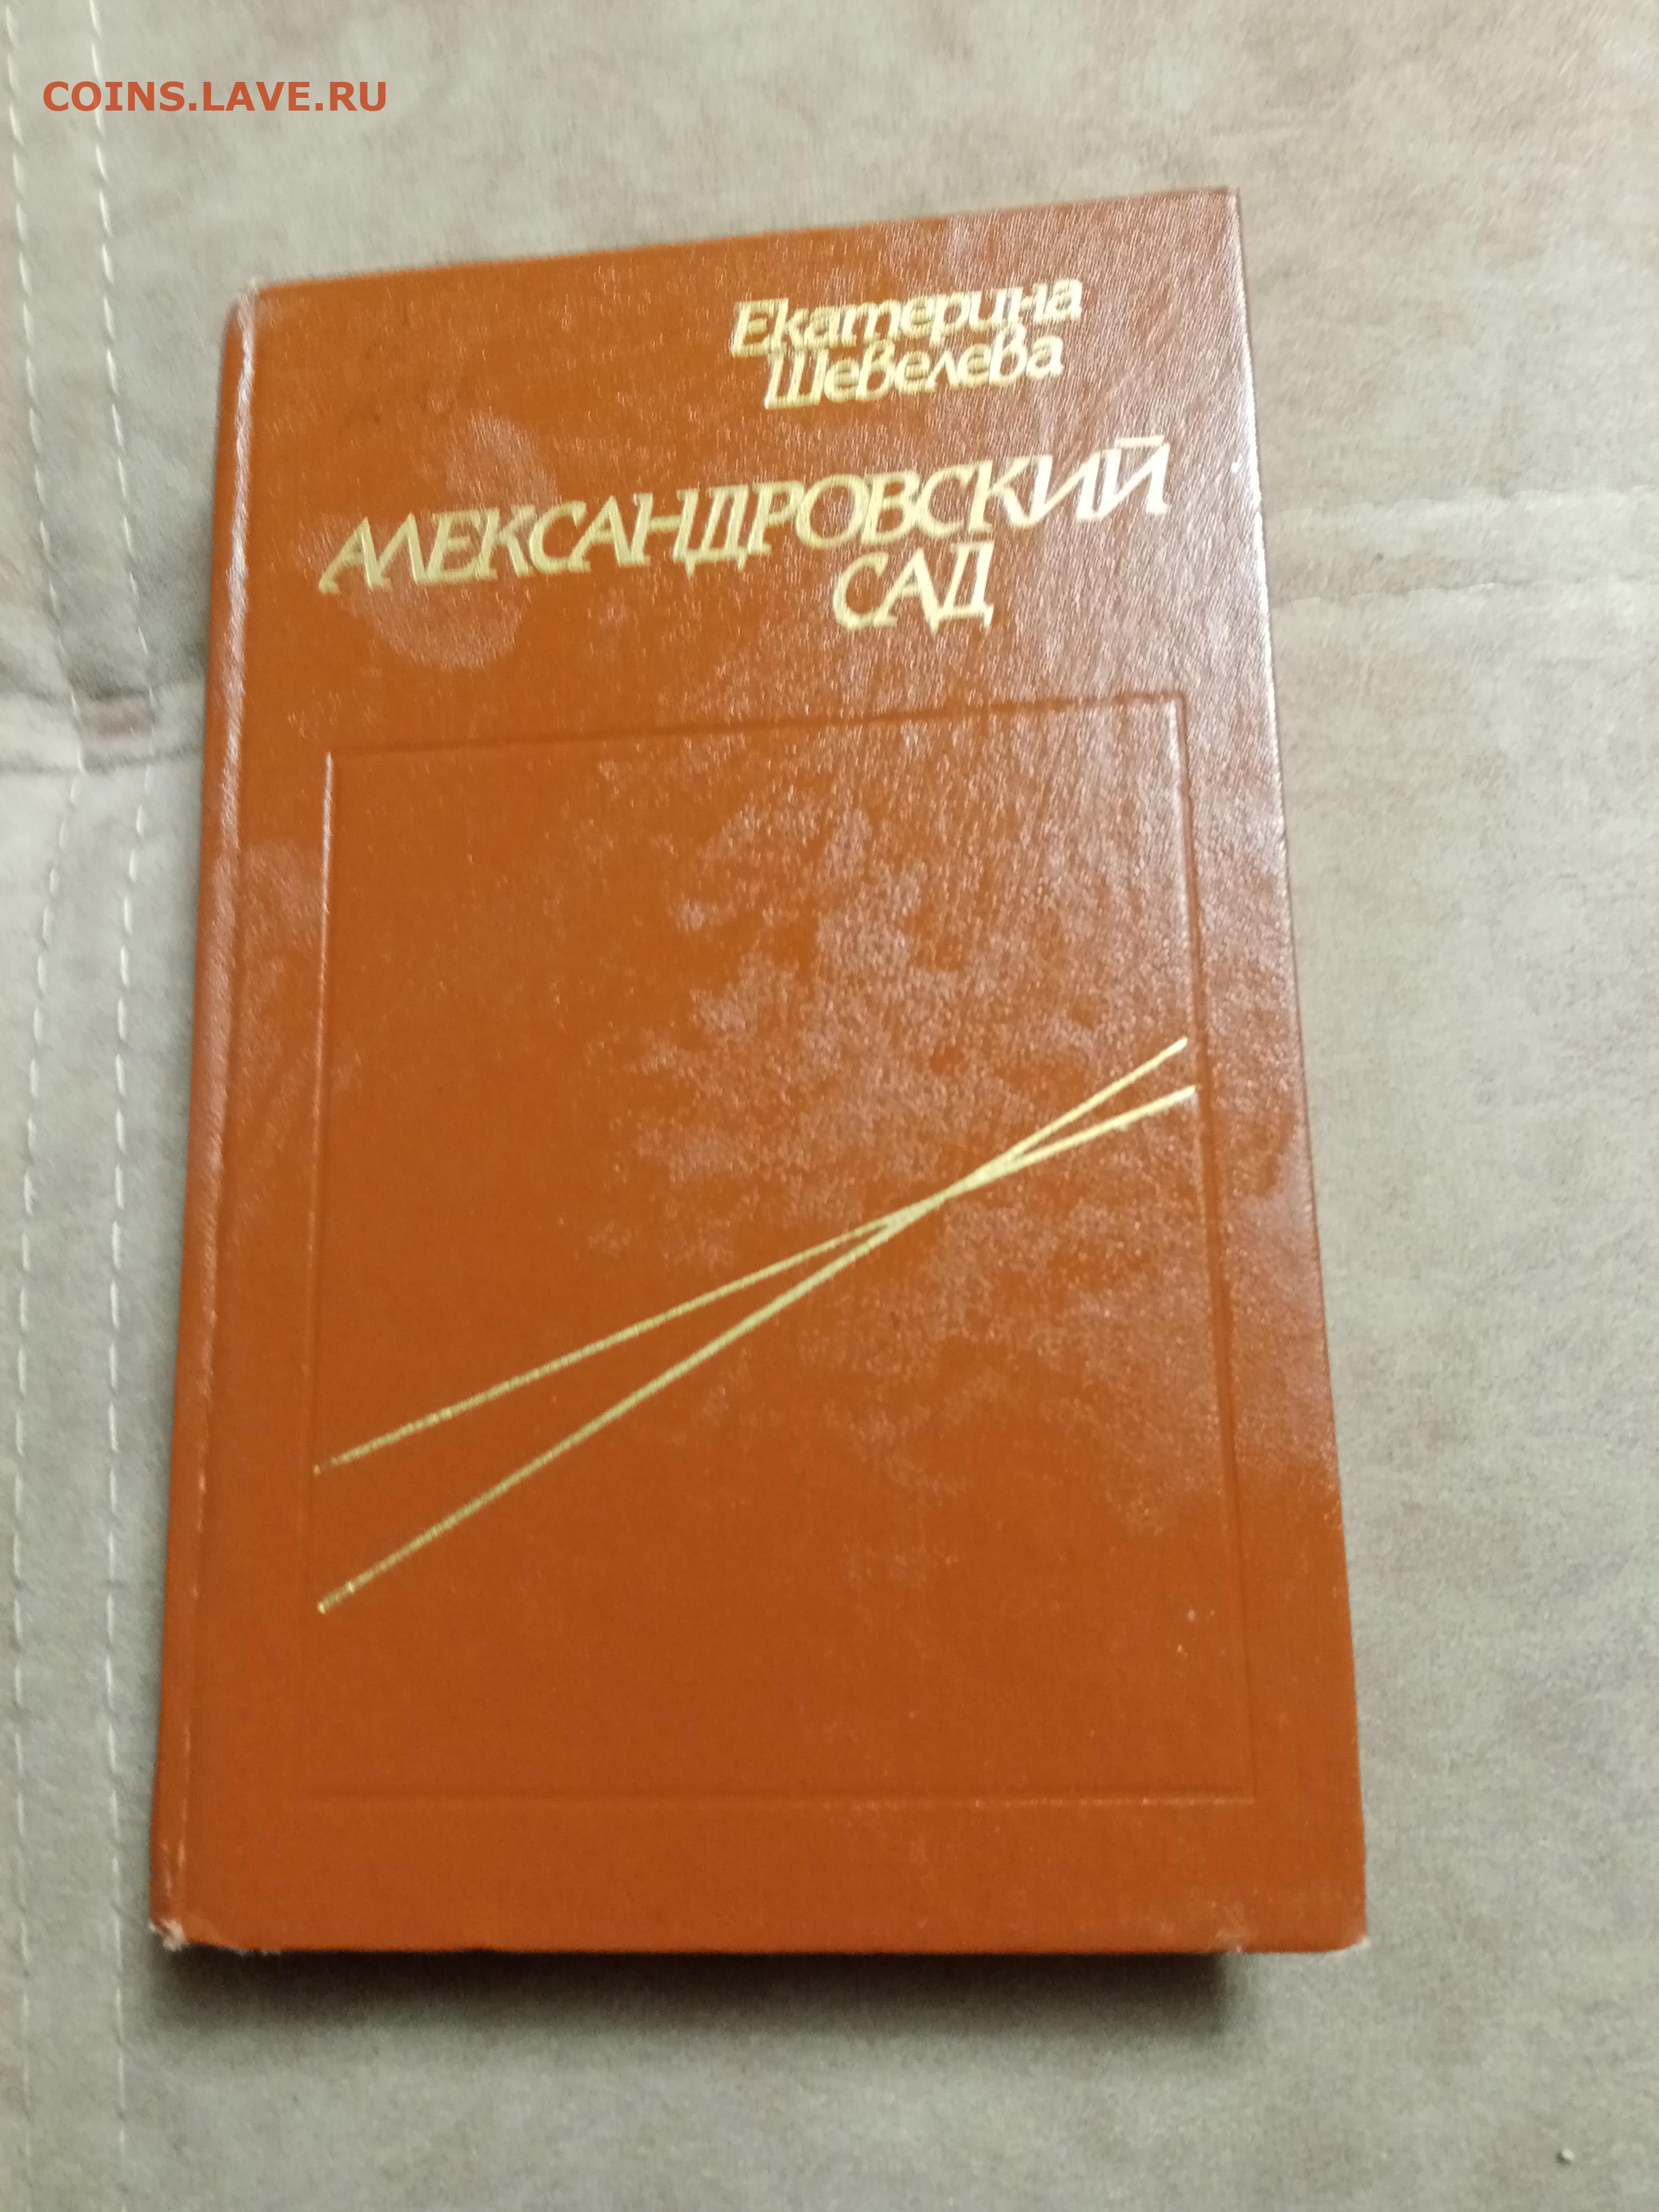 COINS.LAVE.RU
Екатерина
Шевелева
АЛЕКСАНДРОВСКИЙ
САД